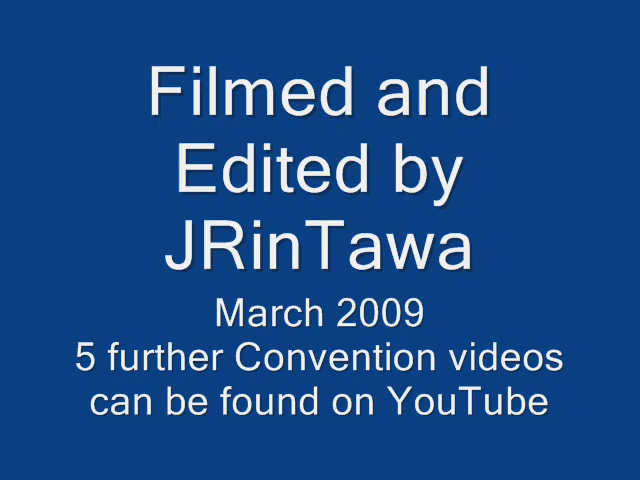 Filmed and
Edited by
JRinTawa
March 2009
5 further Convention videos
can be found on YouTube